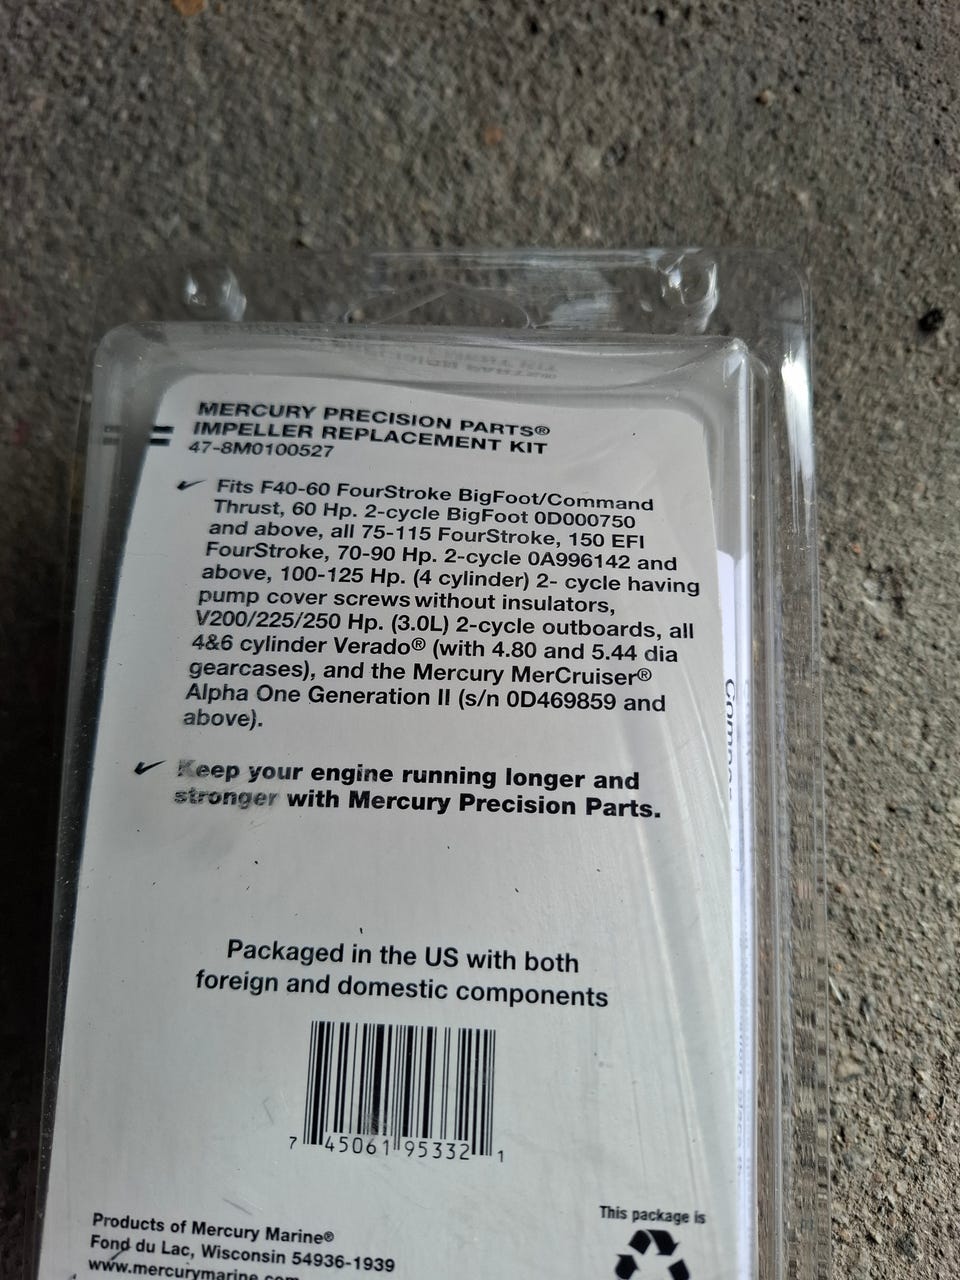 MERCURY PRECISION PARTS®
IMPELLER REPLACEMENT KIT
47-8M0100527
Fits F40-60 FourStroke BigFoot/Command
Thrust, 60 Hp. 2-cycle BigFoot 0D000750
and above, all 75-115 FourStroke, 150 EFI
FourStroke, 70-90 Hp. 2-cycle 0A996142 and
above, 100-125 Hp. (4 cylinder) 2- cycle having
pump cover screws without insulators,
V200/225/250 Hp. (3.0L) 2-cycle outboards, all
4&6 cylinder Verado® (with 4.80 and 5.44 dia
gearcases), and the Mercury MerCruiser®
Alpha One Generation II (s/n 0D469859 and
above).
Keep your engine running longer and
stronger with Mercury Precision Parts.
Packaged in the US with both
foreign and domestic components
7 45061 95332 1
Products of Mercury Marine®
Fond du Lac, Wisconsin 54936-1939
www.mercurymarine.com
This package is